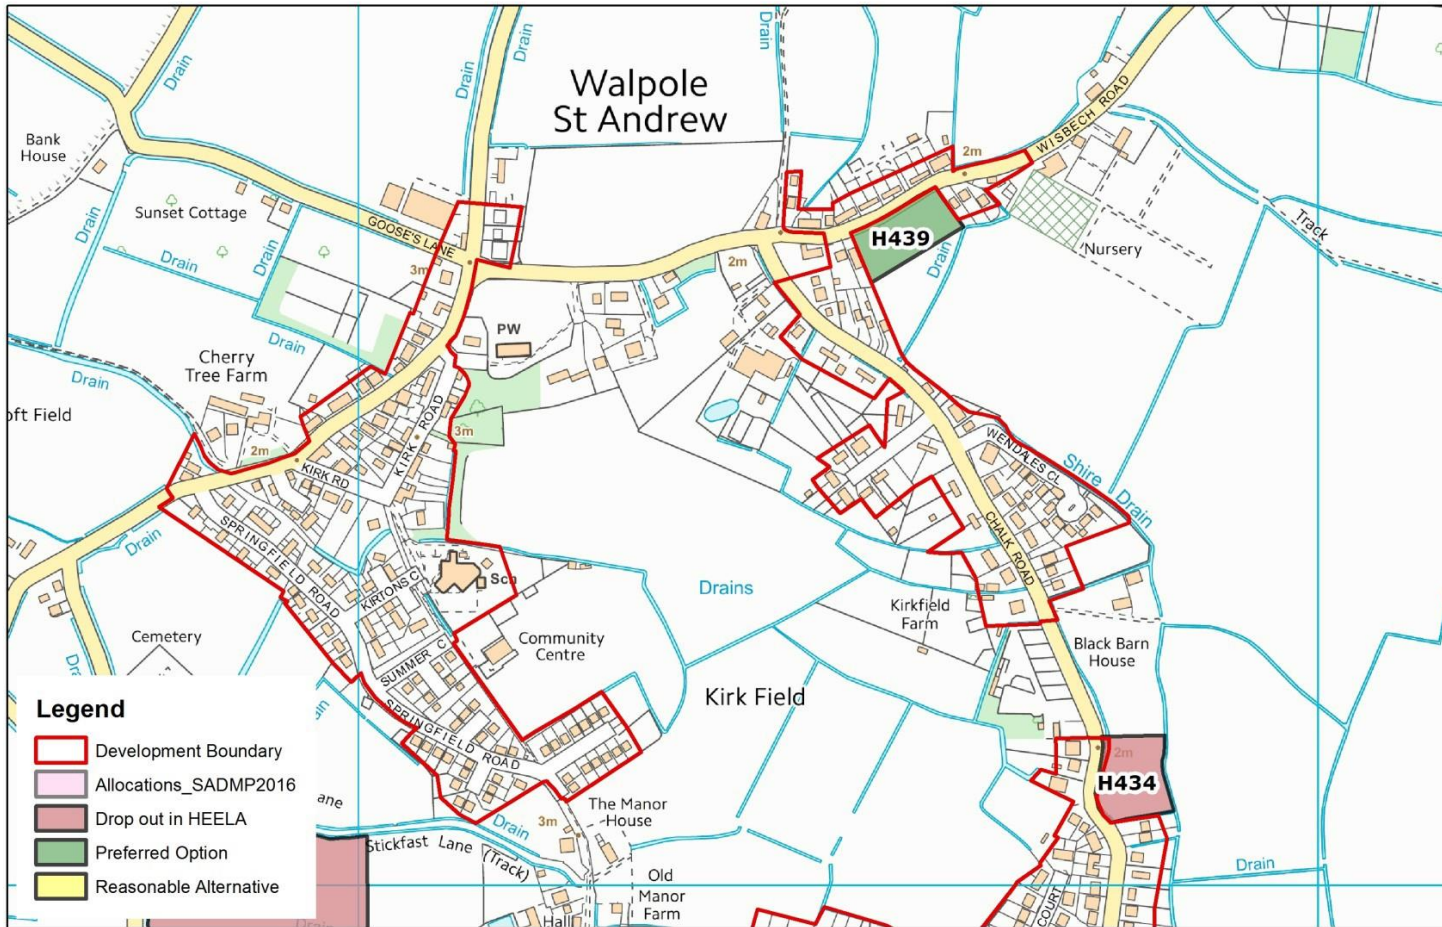 Walpole
St Andrew
Drain
Drain
Drain
Drain
Bank
House
Sunset Cottage
Drain
Drain
Drain
GOOSE'S LANE
3m
2m
2m
WISBECH ROAD
H439
Drain
Nursery
Track
PW
Cherry
Tree Farm
Drain
Drain
oft Field
KIRK ROAD
3m
2m
KIRK RD
WENDALES CL
Shire Drain
CHALK ROAD
Drain
SPRINGFIELD ROAD
KIRTONS C
Sch
Drains
Kirkfield
Farm
Cemetery
Community
Centre
SUMMER C
Black Barn
House
Kirk Field
SPRINGFIELD ROAD
2m
H434
The Manor
House
3m
Drain
Stickfast Lane
(Track)
Old
Manor
Farm
Hall
COURT
Drain
ane
Legend
Development Boundary
Allocations_SADMP2016
Drop out in HEELA
Preferred Option
Reasonable Alternative